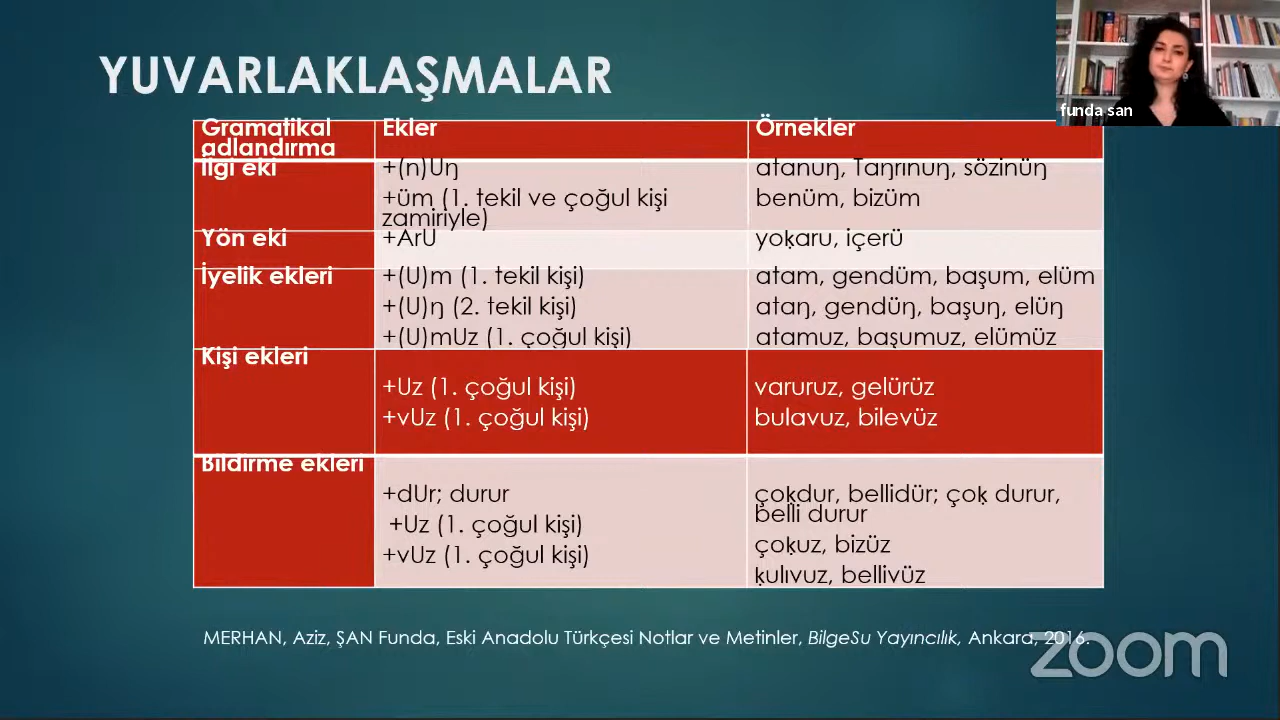 YUVARLAKLAŞMALAR
funda san
Gramatikal
adlandırma
Ekler
Örnekler
İlgi eki
+(n)Uŋ
+üm (1. tekil ve çoğul kişi
zamiriyle)
atanuŋ, Taŋrınuŋ, sözinüŋ
benüm, bizüm
Yön eki
+ArU
yoḳaru, içerü
İyelik ekleri
+(U)m (1. tekil kişi)
+(U)ŋ (2. tekil kişi)
+(U)mUz (1. çoğul kişi)
atam, gendüm, başum, elüm
ataŋ, gendüŋ, başuŋ, elüŋ
atamuz, başumuz, elümüz
Kişi ekleri
+Uz (1. çoğul kişi)
+vUz (1. çoğul kişi)
varuruz, gelürüz
bulavuz, bilevüz
Bildirme ekleri
+dUr; durur
+Uz (1. çoğul kişi)
+vUz (1. çoğul kişi)
çoḳdur, bellidür; çoḳ durur,
belli durur
çoḳuz, bizüz
ḳulıvuz, bellivüz
MERHAN, Aziz, ŞAN Funda, Eski Anadolu Türkçesi Notlar ve Metinler, BilgeSu Yayıncılık, Ankara, 2016.
zoom